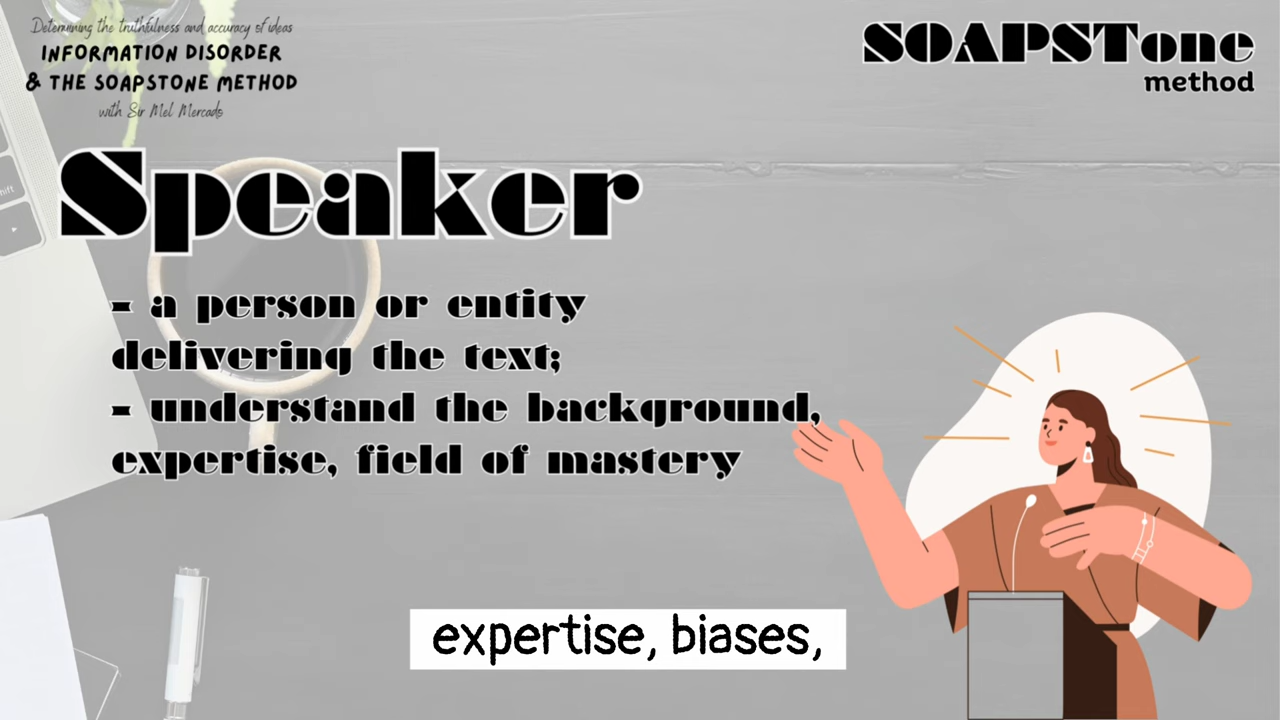 Determining the truthfulness and accuracy of ideas
INFORMATION DISORDER
& THE SOAPSTONE METHOD
with Sir Mel Mercado
SOAPSTone
method
Speaker
- a person or entity
delivering the text;
- understand the background,
expertise, field of mastery
expertise, biases,
shift